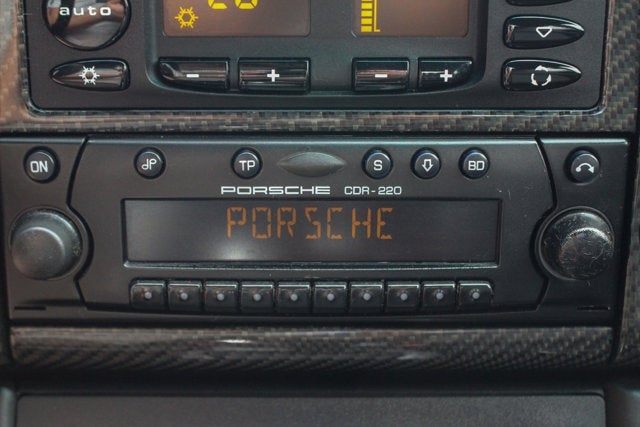 auto
- + - +
ON TP S BD
PORSCHE CDR-220
PORSCHE